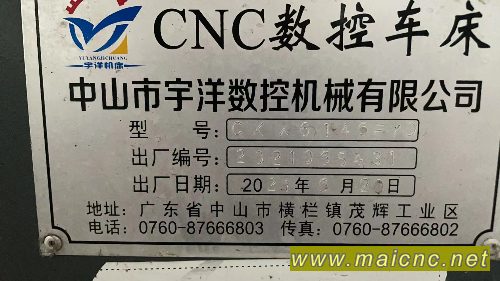 YUYANGJICHUANG
宇洋机床
CNC数控车床
中山市宇洋数控机械有限公司
型 号:
出厂编号:
出厂日期: 20 年 月 日
地址: 广东省中山市横栏镇茂辉工业区
电话: 0760-87666803 传真: 0760-87666802
www.maicnc.net